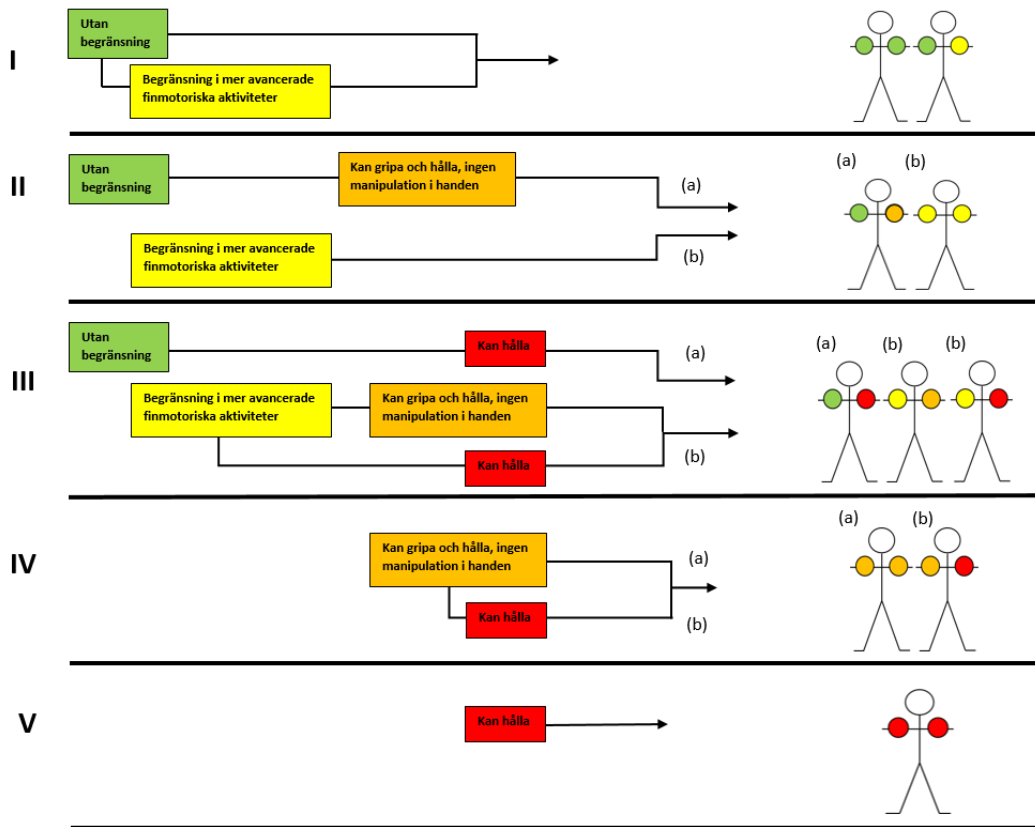 I
Utan
begränsning
Begränsning i mer avancerade
finmotoriska aktiviteter
II
Utan
begränsning
Kan gripa och hålla, ingen
manipulation i handen
(a)
Begränsning i mer avancerade
finmotoriska aktiviteter
(b)
(a)
(b)
III
Utan
begränsning
Kan hålla
(a)
Begränsning i mer avancerade
finmotoriska aktiviteter
Kan gripa och hålla, ingen
manipulation i handen
Kan hålla
(b)
(a)
(b)
(b)
IV
Kan gripa och hålla, ingen
manipulation i handen
(a)
Kan hålla
(b)
(a)
(b)
V
Kan hålla